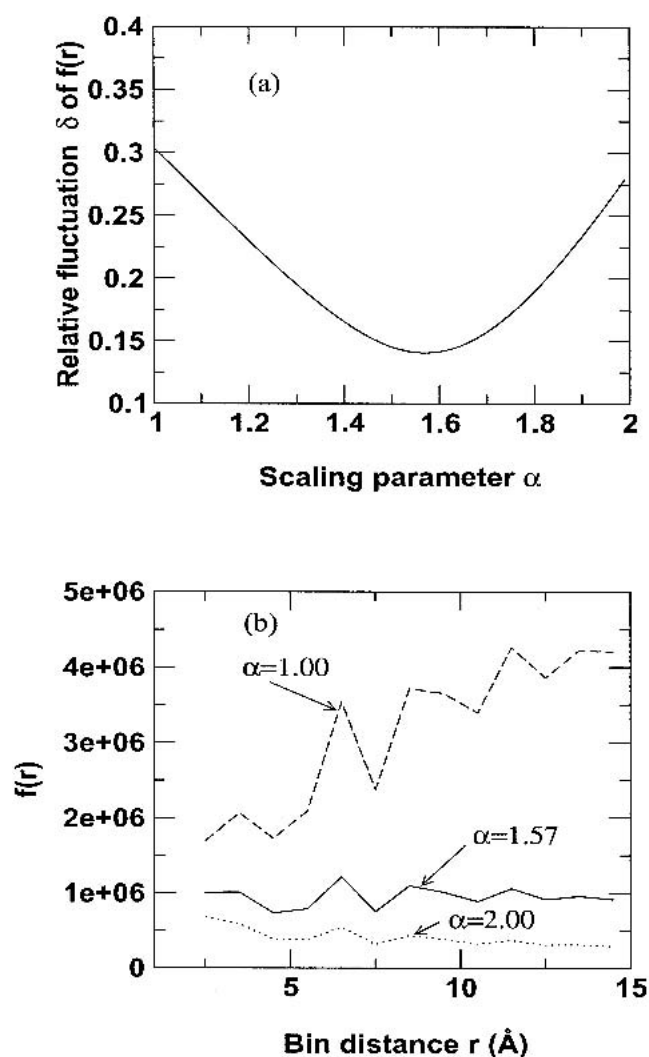 Relative fluctuation δ of f(r)
0.4
0.35
0.3
0.25
0.2
0.15
0.1
(a)
1 1.2 1.4 1.6 1.8 2
Scaling parameter α
5e+06
4e+06
3e+06
2e+06
1e+06
0
f(r)
(b)
α=1.00
α=1.57
α=2.00
5 10 15
Bin distance r (Å)